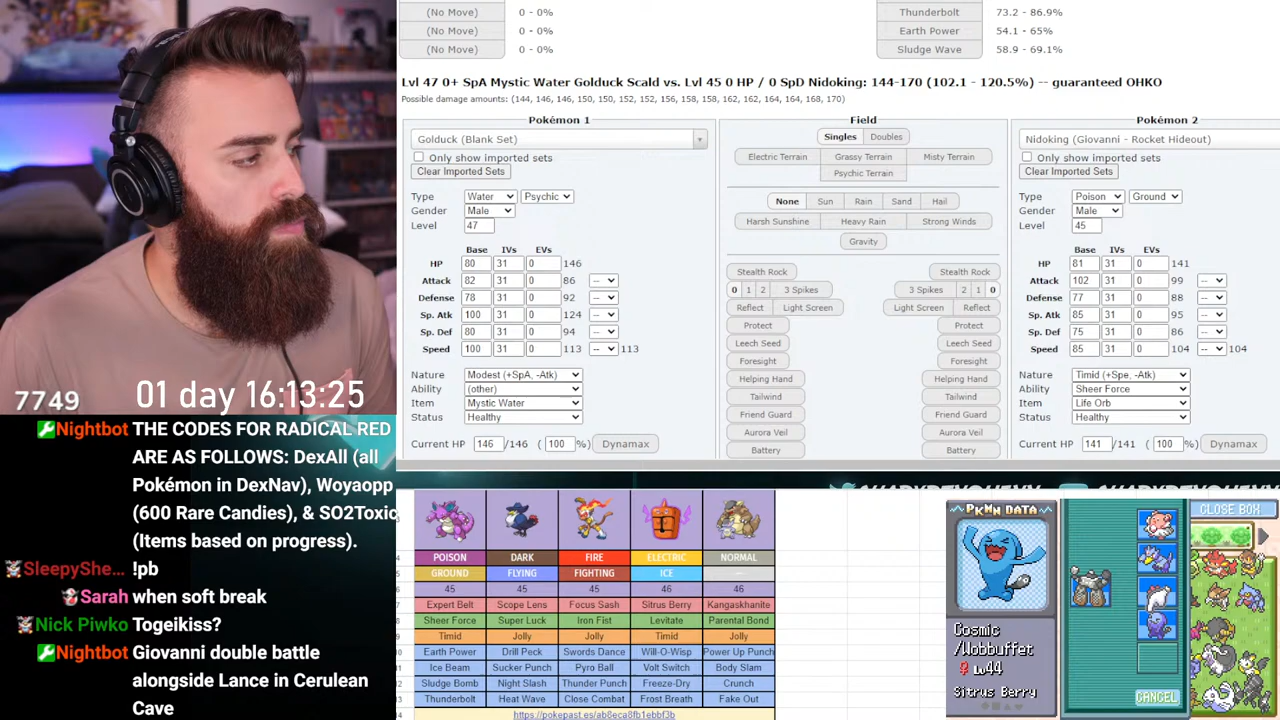 (No Move) 0 - 0% Thunderbolt 73.2 - 86.9%
(No Move) 0 - 0% Earth Power 54.1 - 65%
(No Move) 0 - 0% Sludge Wave 58.9 - 69.1%
Lvl 47 0+ SpA Mystic Water Golduck Scald vs. Lvl 45 0 HP / 0 SpD Nidoking: 144-170 (102.1 - 120.5%) -- guaranteed OHKO
Possible damage amounts: (144, 146, 146, 150, 150, 152, 152, 156, 158, 158, 162, 162, 164, 164, 168, 170)
Pokémon 1 Field Pokémon 2
Golduck (Blank Set) Singles Doubles Nidoking (Giovanni - Rocket Hideout)
Only show imported sets Electric Terrain Grassy Terrain Misty Terrain Only show imported sets
Clear Imported Sets Psychic Terrain Clear Imported Sets
Type Water Psychic None Sun Rain Sand Hail Type Poison Ground
Gender Male Harsh Sunshine Heavy Rain Strong Winds Gender Male
Level 47 Gravity Level 45
Base IVs EVs Base IVs EVs
HP 80 31 0 146 Stealth Rock Stealth Rock HP 81 31 0 141
Attack 82 31 0 86 -- 0 1 2 3 Spikes 3 Spikes 2 1 0 Attack 102 31 0 99 --
Defense 78 31 0 92 -- Reflect Light Screen Light Screen Reflect Defense 77 31 0 88 --
Sp. Atk 100 31 0 124 -- Protect Protect Sp. Atk 85 31 0 95 --
Sp. Def 80 31 0 94 -- Leech Seed Leech Seed Sp. Def 75 31 0 86 --
Speed 100 31 0 113 -- 113 Foresight Foresight Speed 85 31 0 104 -- 104
Nature Modest (+SpA, -Atk) Helping Hand Helping Hand Nature Timid (+Spe, -Atk)
Ability (other) Tailwind Tailwind Ability Sheer Force
Item Mystic Water Friend Guard Friend Guard Item Life Orb
Status Healthy Aurora Veil Aurora Veil Status Healthy
Current HP 146 /146 ( 100 %) Dynamax Battery Battery Current HP 141 /141 ( 100 %) Dynamax
7749 01 day 16:13:25
Nightbot THE CODES FOR RADICAL RED
ARE AS FOLLOWS: DexAll (all
Pokémon in DexNav), Woyaopp
(600 Rare Candies), & SO2Toxic
(Items based on progress).
SleepyShe... !pb
Sarah when soft break
Nick Piwko Togeikiss?
Nightbot Giovanni double battle
alongside Lance in Cerulean
Cave
POISON DARK FIRE ELECTRIC NORMAL
GROUND FLYING FIGHTING ICE
46 45 45 46 46
Expert Belt Scope Lens Focus Sash Sitrus Berry Kangaskhanite
Sheer Force Super Luck Iron Fist Levitate Parental Bond
Timid Jolly Jolly Timid Jolly
Earth Power Drill Peck Swords Dance Will-O-Wisp Power Up Punch
Ice Beam Sucker Punch Pyro Ball Volt Switch Body Slam
Sludge Bomb Night Slash Thunder Punch Freeze-Dry Crunch
Thunderbolt Heat Wave Close Combat Frost Breath Fake Out
https://pokepast.es/ab8eca8fb1ebbf3b
PKMN DATA
CLOSE BOX
Cosmic
/Wobbuffet
Lv44
Sitrus Berry
CANCEL